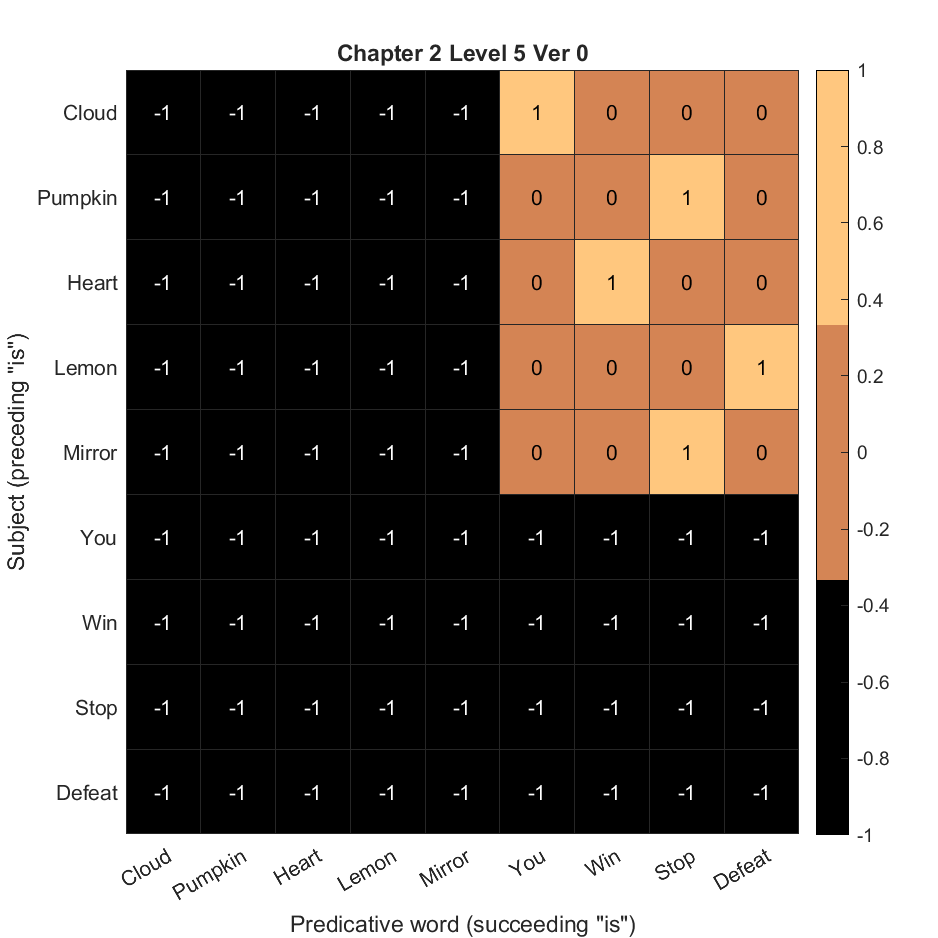 Chapter 2 Level 5 Ver 0
Cloud -1 -1 -1 -1 -1 1 0 0 0
Pumpkin -1 -1 -1 -1 -1 0 0 1 0
Heart -1 -1 -1 -1 -1 0 1 0 0
Lemon -1 -1 -1 -1 -1 0 0 0 1
Mirror -1 -1 -1 -1 -1 0 0 1 0
You -1 -1 -1 -1 -1 -1 -1 -1 -1
Win -1 -1 -1 -1 -1 -1 -1 -1 -1
Stop -1 -1 -1 -1 -1 -1 -1 -1 -1
Defeat -1 -1 -1 -1 -1 -1 -1 -1 -1
Cloud Pumpkin Heart Lemon Mirror You Win Stop Defeat
Predicative word (succeeding "is")
Subject (preceding "is")
1
0.8
0.6
0.4
0.2
0
-0.2
-0.4
-0.6
-0.8
-1